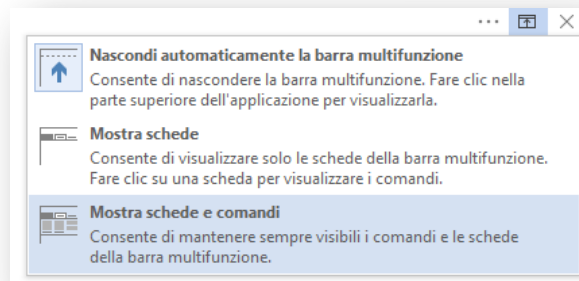 Nascondi automaticamente la barra multifunzione
Consente di nascondere la barra multifunzione. Fare clic nella
parte superiore dell'applicazione per visualizzarla.
Mostra schede
Consente di visualizzare solo le schede della barra multifunzione.
Fare clic su una scheda per visualizzare i comandi.
Mostra schede e comandi
Consente di mantenere sempre visibili i comandi e le schede
della barra multifunzione.